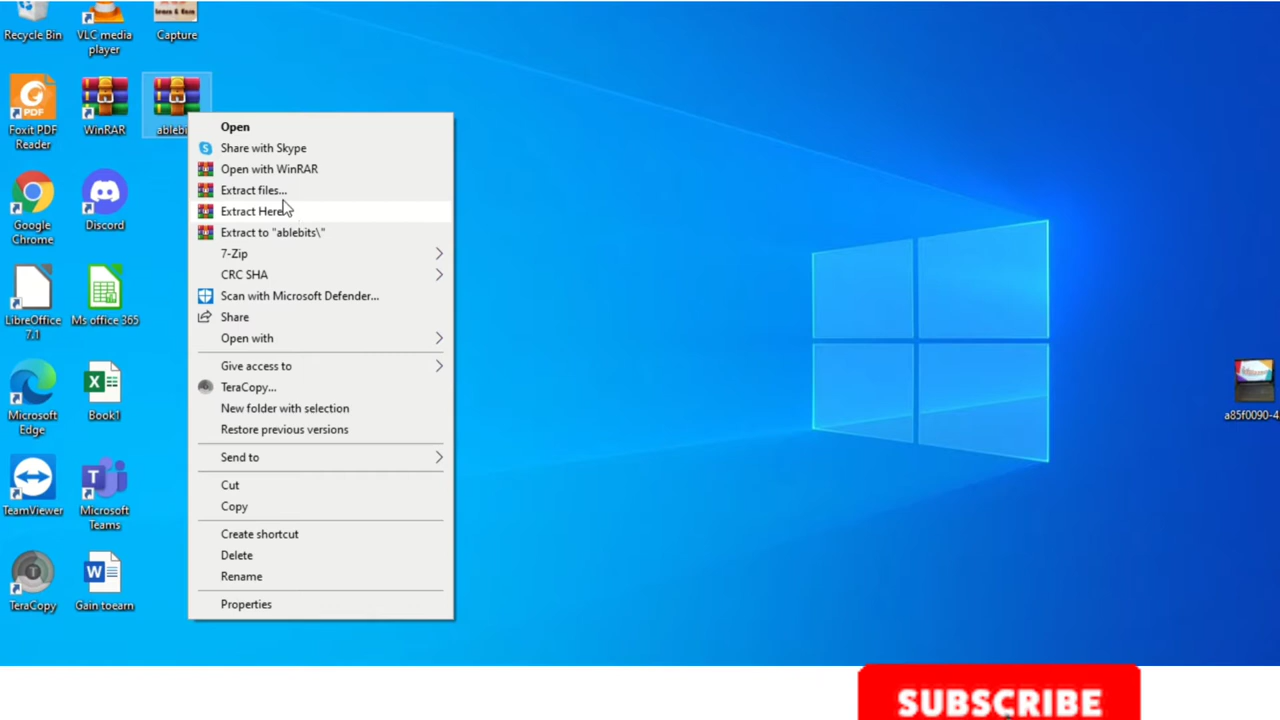 Recycle Bin
VLC media
player
Capture
PDF
Foxit PDF
Reader
WinRAR
Google
Chrome
Discord
LibreOffice
7.1
Ms office 365
Microsoft
Edge
X
Book1
TeamViewer
T
Microsoft
Teams
T
TeraCopy
W
Gain toearn
Open
S
Share with Skype
Open with WinRAR
Extract files...
Extract Here
Extract to "ablebits\"
7-Zip
CRC SHA
Scan with Microsoft Defender...
Share
Open with
Give access to
TeraCopy...
New folder with selection
Restore previous versions
Send to
Cut
Copy
Create shortcut
Delete
Rename
Properties
a85f0090-4
SUBSCRIBE